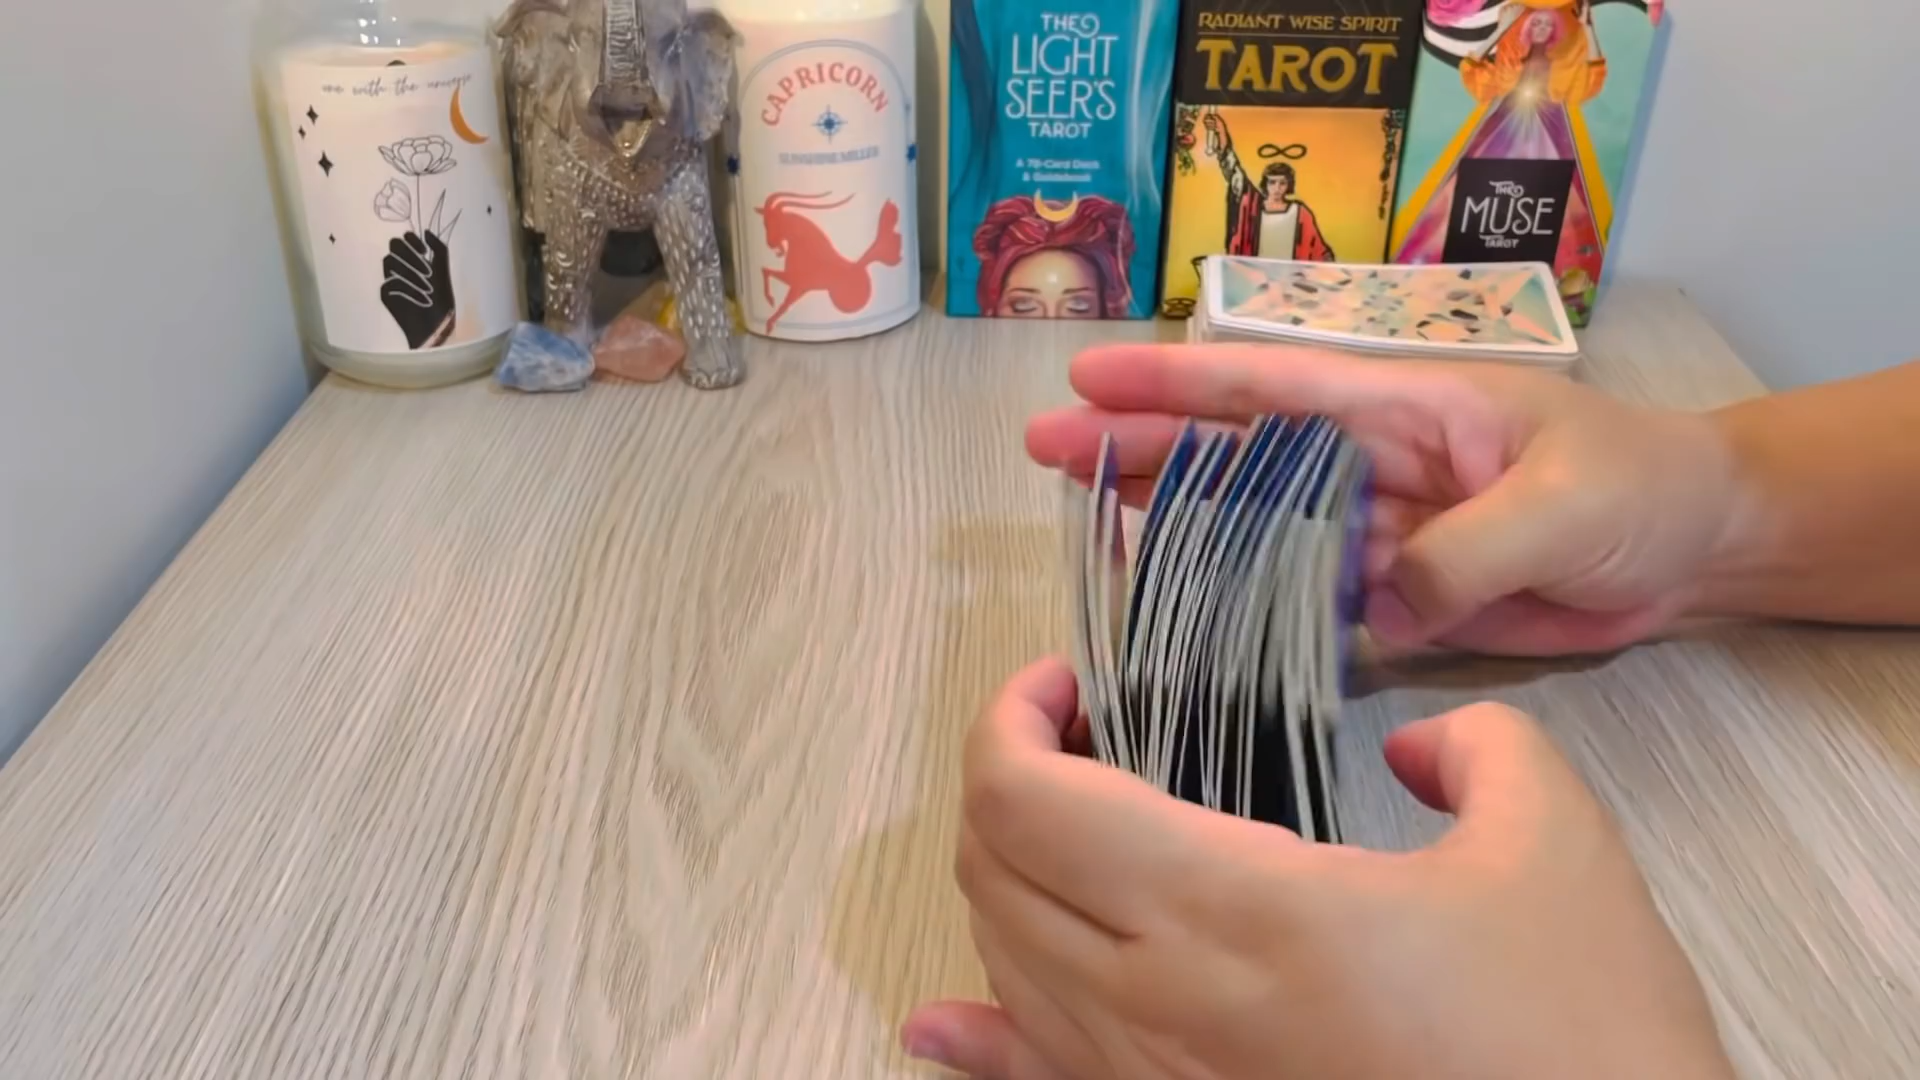 one with the universe
CAPRICORN
SUNSHINE MILLER
THE
LIGHT
SEER'S
TAROT
A 78-Card Deck
& Guidebook
RADIANT WISE SPIRIT
TAROT
THE
MUSE
TAROT